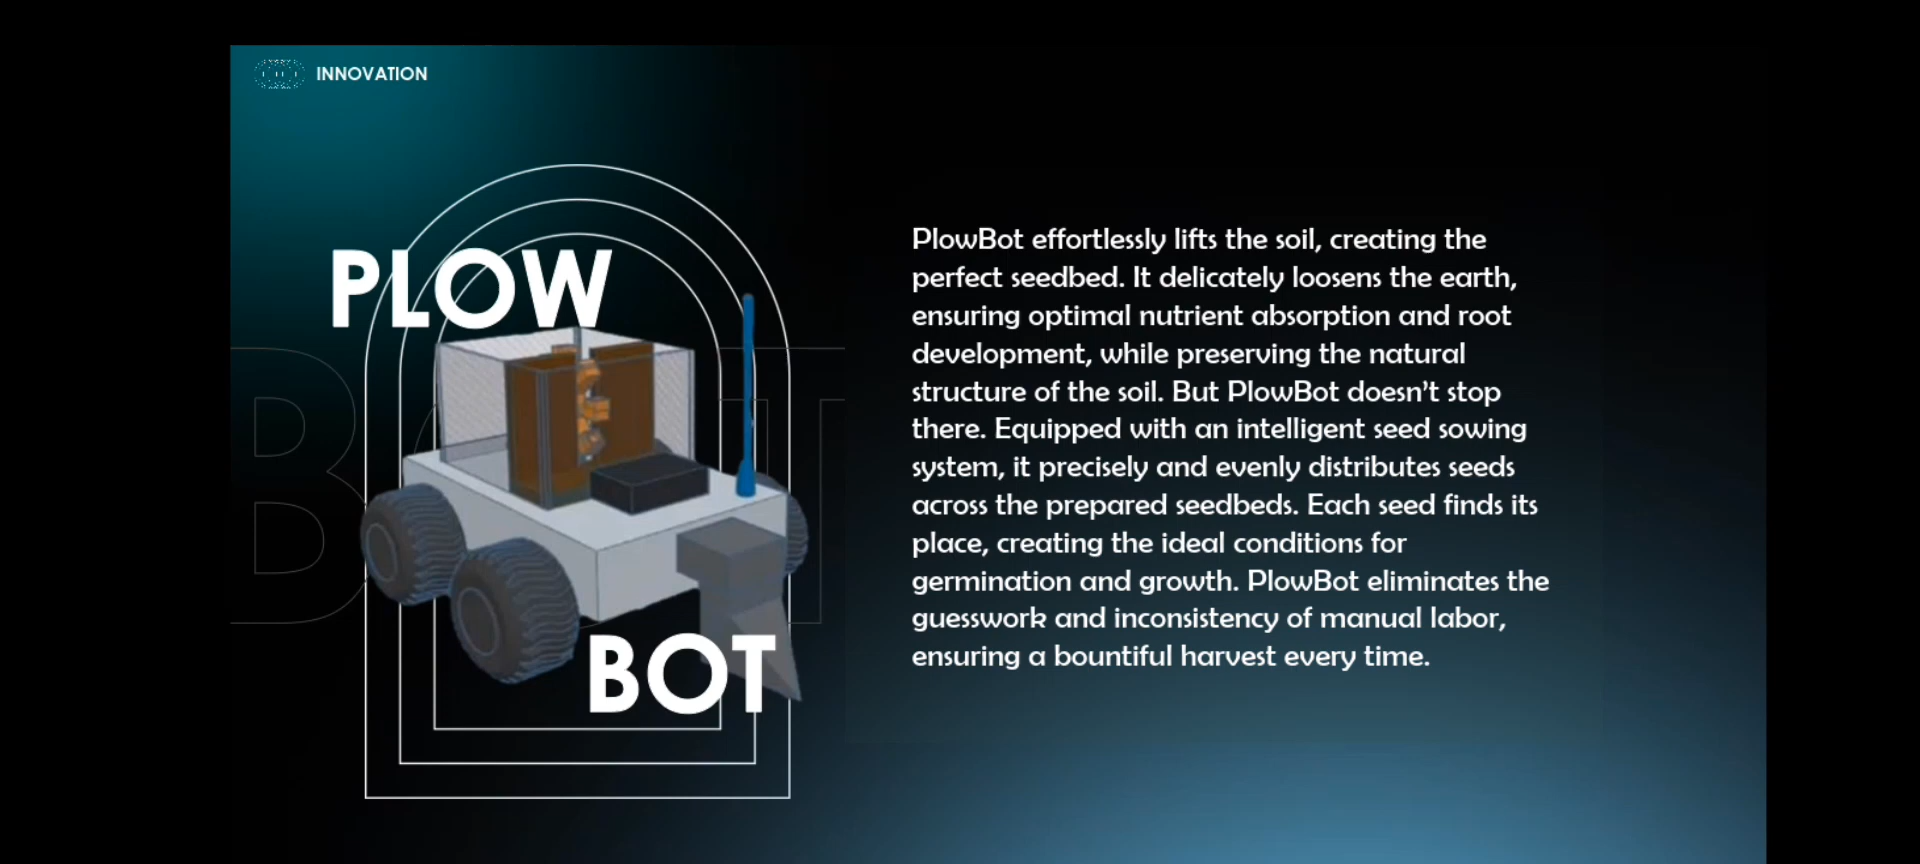 INNOVATION
PLOW
BOT
BOT
PlowBot effortlessly lifts the soil, creating the
perfect seedbed. It delicately loosens the earth,
ensuring optimal nutrient absorption and root
development, while preserving the natural
structure of the soil. But PlowBot doesn’t stop
there. Equipped with an intelligent seed sowing
system, it precisely and evenly distributes seeds
across the prepared seedbeds. Each seed finds its
place, creating the ideal conditions for
germination and growth. PlowBot eliminates the
guesswork and inconsistency of manual labor,
ensuring a bountiful harvest every time.